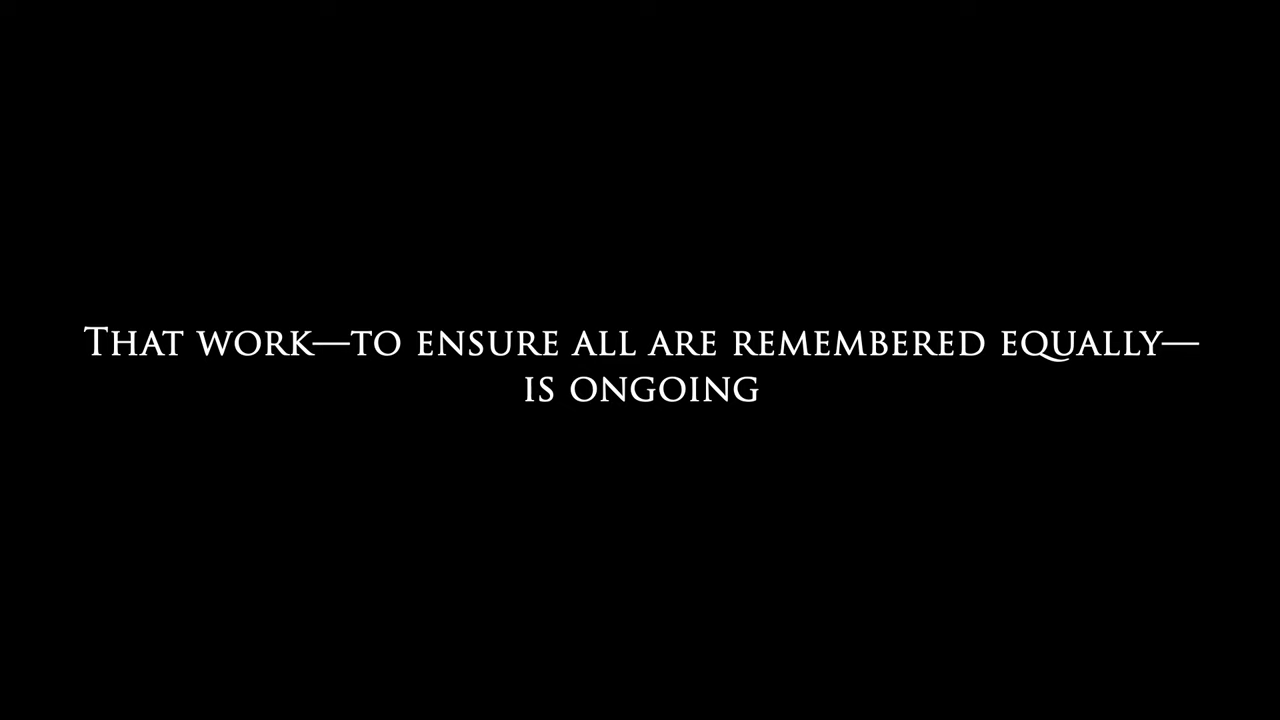 That work—to ensure all are remembered equally—
is ongoing